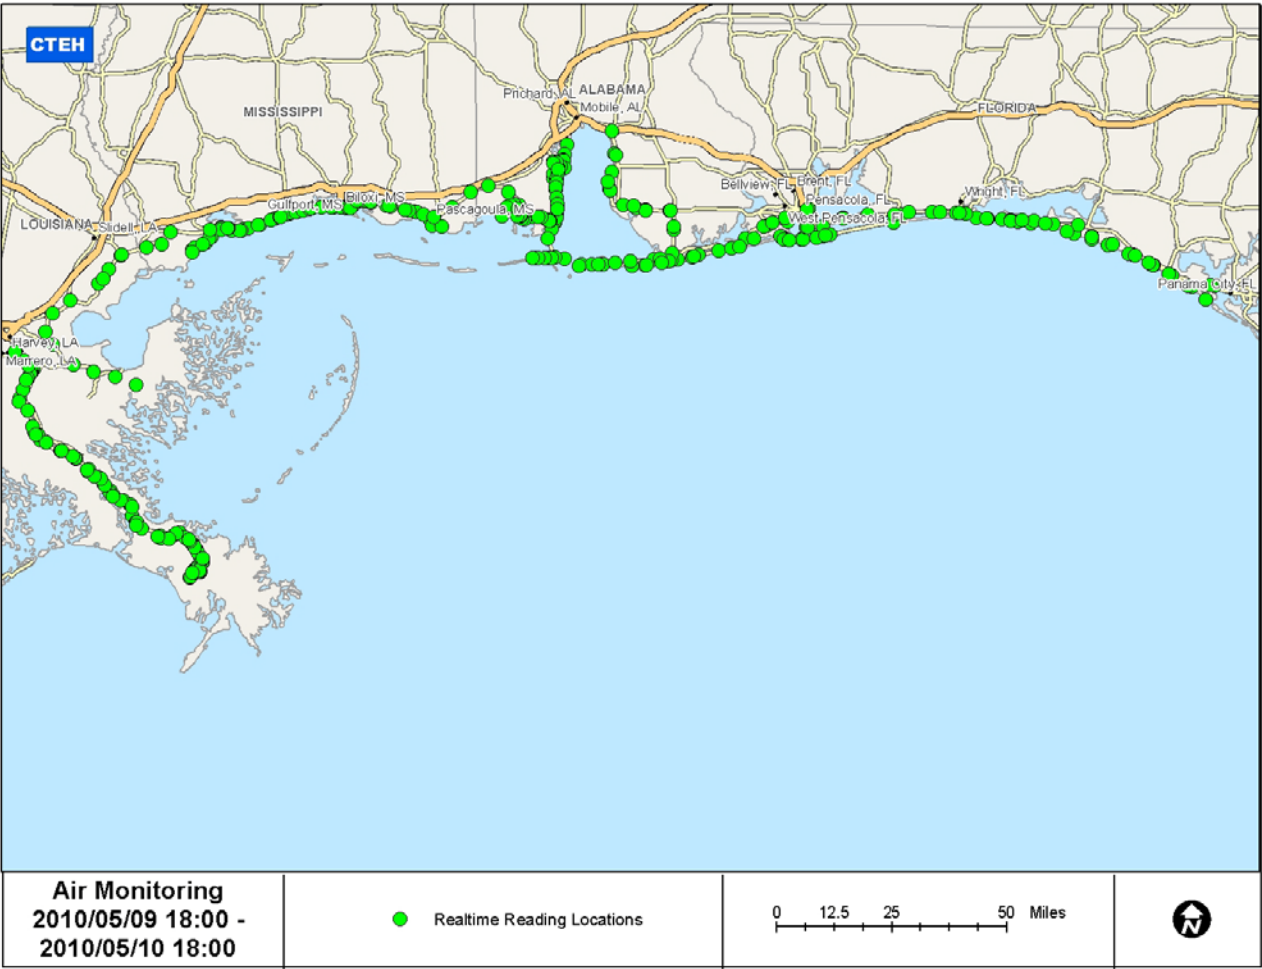 CTEH
Prichard, AL
ALABAMA
Mobile, AL
MISSISSIPPI
FLORIDA
Bellview, FL
Brent, FL
Wright, FL
Biloxi, MS
Gulfport, MS
Pascagoula, MS
Pensacola, FL
West Pensacola, FL
LOUISIANA
Slidell, LA
Panama City, FL
Harvey, LA
Marrero, LA
Air Monitoring
2010/05/09 18:00 -
2010/05/10 18:00
Realtime Reading Locations
0 12.5 25 50 Miles
N